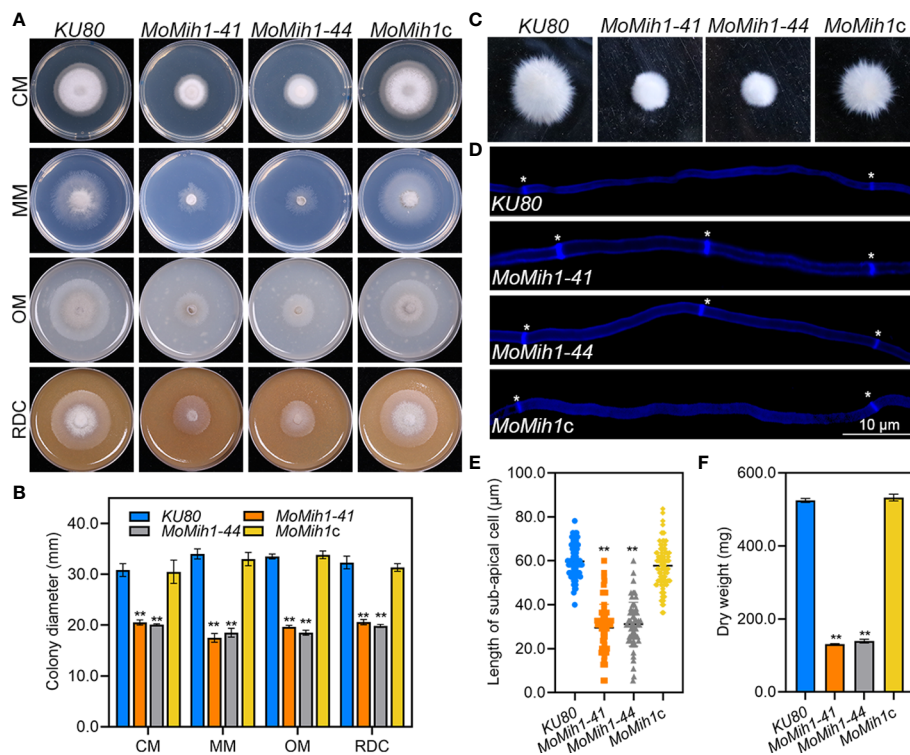 A
KU80 MoMih1-41 MoMih1-44 MoMih1c
CM
MM
OM
RDC
B
KU80 MoMih1-41
MoMih1-44 MoMih1c
Colony diameter (mm)
40.0
30.0
20.0
10.0
0.0
** **
** **
** **
** **
CM MM OM RDC
C
KU80 MoMih1-41 MoMih1-44 MoMih1c
D
* *
KU80
* * *
MoMih1-41
* * *
MoMih1-44
* *
MoMih1c
10 µm
E
Length of sub-apical cell (µm)
100.0
80.0
60.0
40.0
20.0
0.0
** **
KU80 MoMih1-41 MoMih1-44 MoMih1c
F
Dry weight (mg)
600.0
300.0
0.0
** **
KU80 MoMih1-41 MoMih1-44 MoMih1c